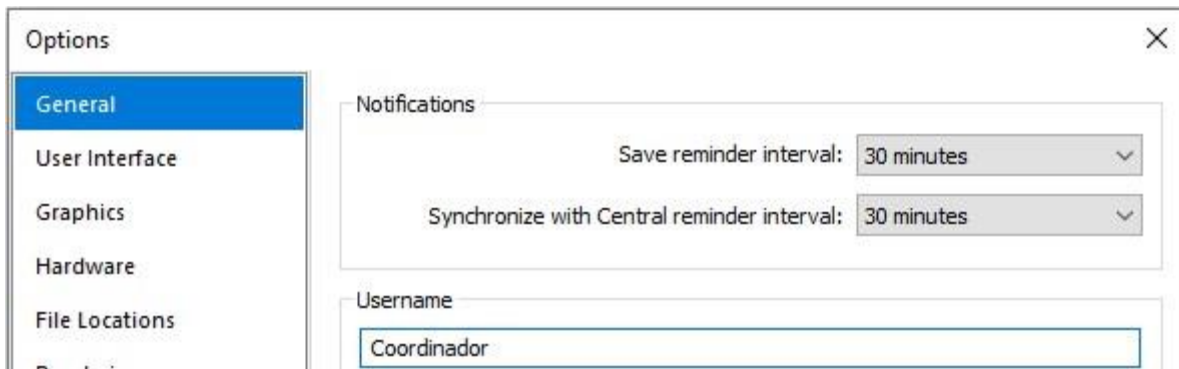 Options
General
User Interface
Graphics
Hardware
File Locations
Notifications
Save reminder interval: 30 minutes
Synchronize with Central reminder interval: 30 minutes
Username
Coordinador